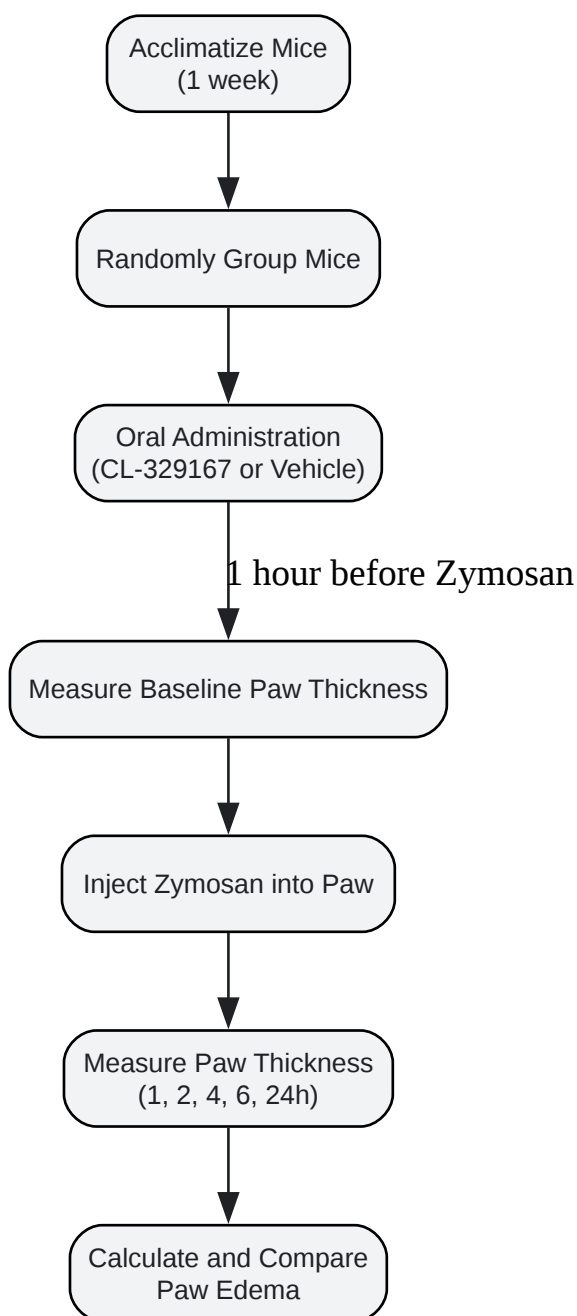 Acclimatize Mice
(1 week)
Randomly Group Mice
Oral Administration
(CL-329167 or Vehicle)
1 hour before Zymosan
Measure Baseline Paw Thickness
Inject Zymosan into Paw
Measure Paw Thickness
(1, 2, 4, 6, 24h)
Calculate and Compare
Paw Edema